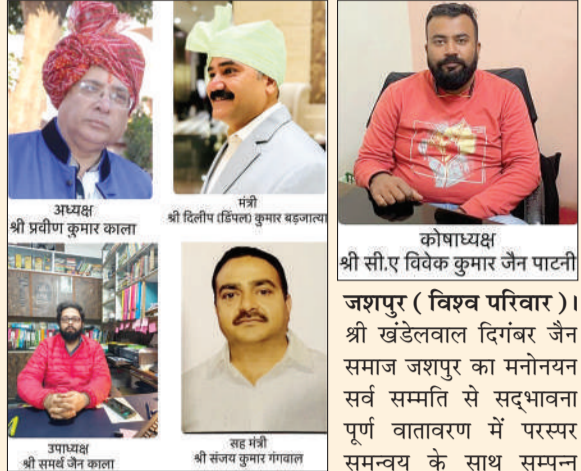 अध्यक्ष
श्री प्रवीण कुमार काला
मंत्री
श्री दिलीप (डिंपल) कुमार बड़जात्या
कोषाध्यक्ष
श्री सी.ए विवेक कुमार जैन पाटनी
उपाध्यक्ष
श्री समर्थ जैन काला
सह मंत्री
श्री संजय कुमार गंगवाल
जशपुर ( विश्व परिवार )।
श्री खंडेलवाल दिगंबर जैन
समाज जशपुर का मनोनयन
सर्व सम्मति से सद्भावना
पूर्ण वातावरण में परस्पर
समन्वय के साथ सम्पन्न